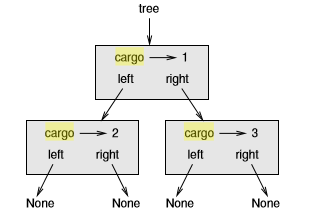 tree
cargo 1
left right
cargo 2 cargo 3
left right left right
None None None None